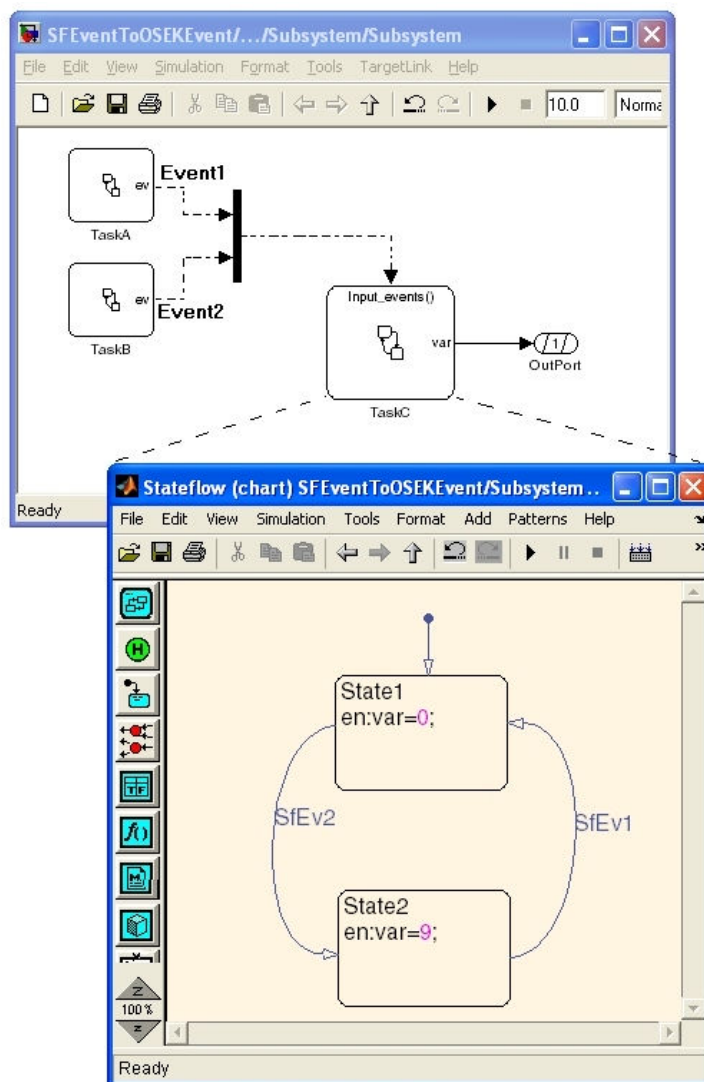 SFEventToOSEKEvent/.../Subsystem/Subsystem
File Edit View Simulation Format Tools TargetLink Help
10.0 Norma
ev Event1
TaskA
ev Event2
TaskB
Input_events()
var
TaskC
/1/
OutPort
Ready
Stateflow (chart) SFEventToOSEKEvent/Subsystem..
File Edit View Simulation Tools Format Add Patterns Help
»
H
State1
en:var=0;
TF
SfEv2
SfEv1
f()
M
State2
en:var=9;
Z
100 %
z
Ready